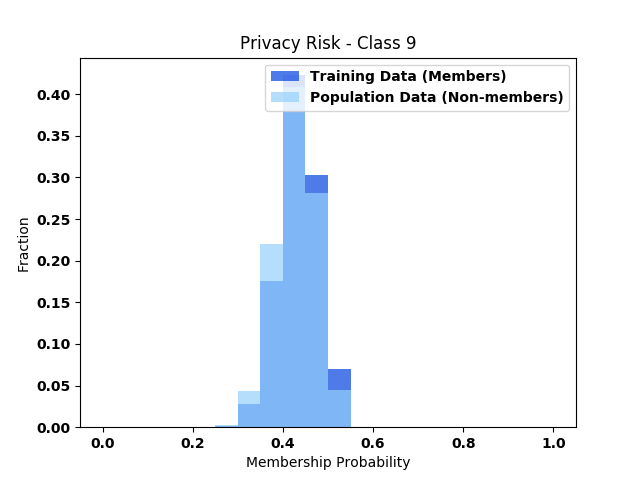 Privacy Risk - Class 9
Training Data (Members)
Population Data (Non-members)
0.40
0.35
0.30
0.25
0.20
0.15
0.10
0.05
0.00
Fraction
0.0 0.2 0.4 0.6 0.8 1.0
Membership Probability